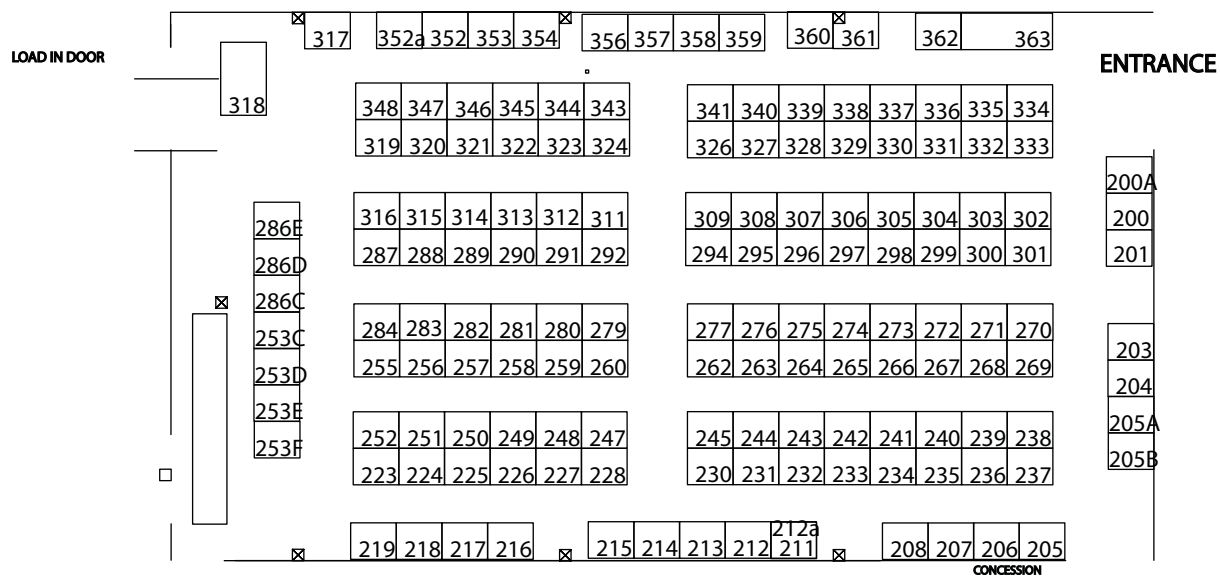 317 352a 352 353 354 356 357 358 359 360 361 362 363
LOAD IN DOOR
ENTRANCE
318
348 347 346 345 344 343 341 340 339 338 337 336 335 334
319 320 321 322 323 324 326 327 328 329 330 331 332 333
200A
316 315 314 313 312 311 309 308 307 306 305 304 303 302 200
286E
287 288 289 290 291 292 294 295 296 297 298 299 300 301 201
286D
286C
284 283 282 281 280 279 277 276 275 274 273 272 271 270
253C
203
255 256 257 258 259 260 262 263 264 265 266 267 268 269
253D
204
253E
205A
252 251 250 249 248 247 245 244 243 242 241 240 239 238
253F
205B
223 224 225 226 227 228 230 231 232 233 234 235 236 237
212a
219 218 217 216 215 214 213 212 211 208 207 206 205
CONCESSION